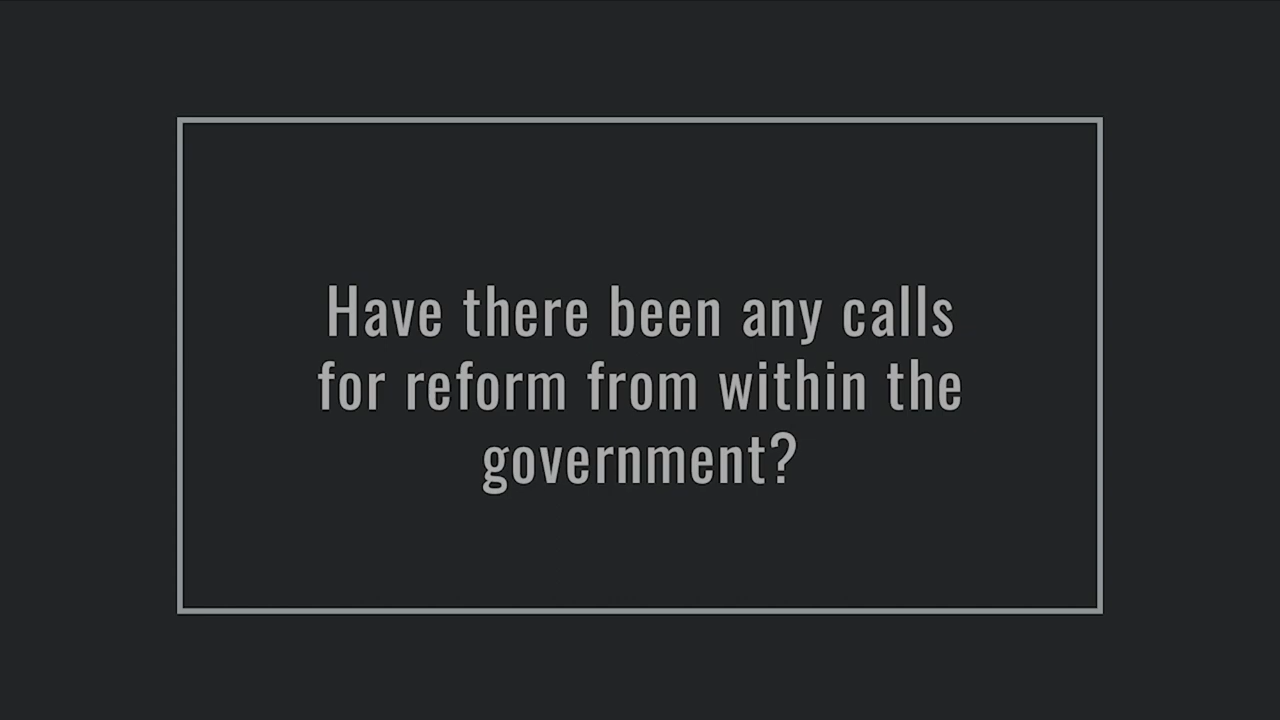 Have there been any calls
for reform from within the
government?